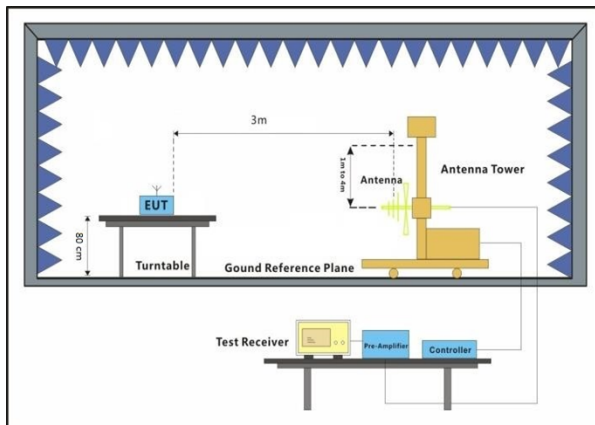 3m
1m to 4m
Antenna
Antenna Tower
EUT
80 cm
Turntable
Gound Reference Plane
Test Receiver
Pre-Amplifier
Controller